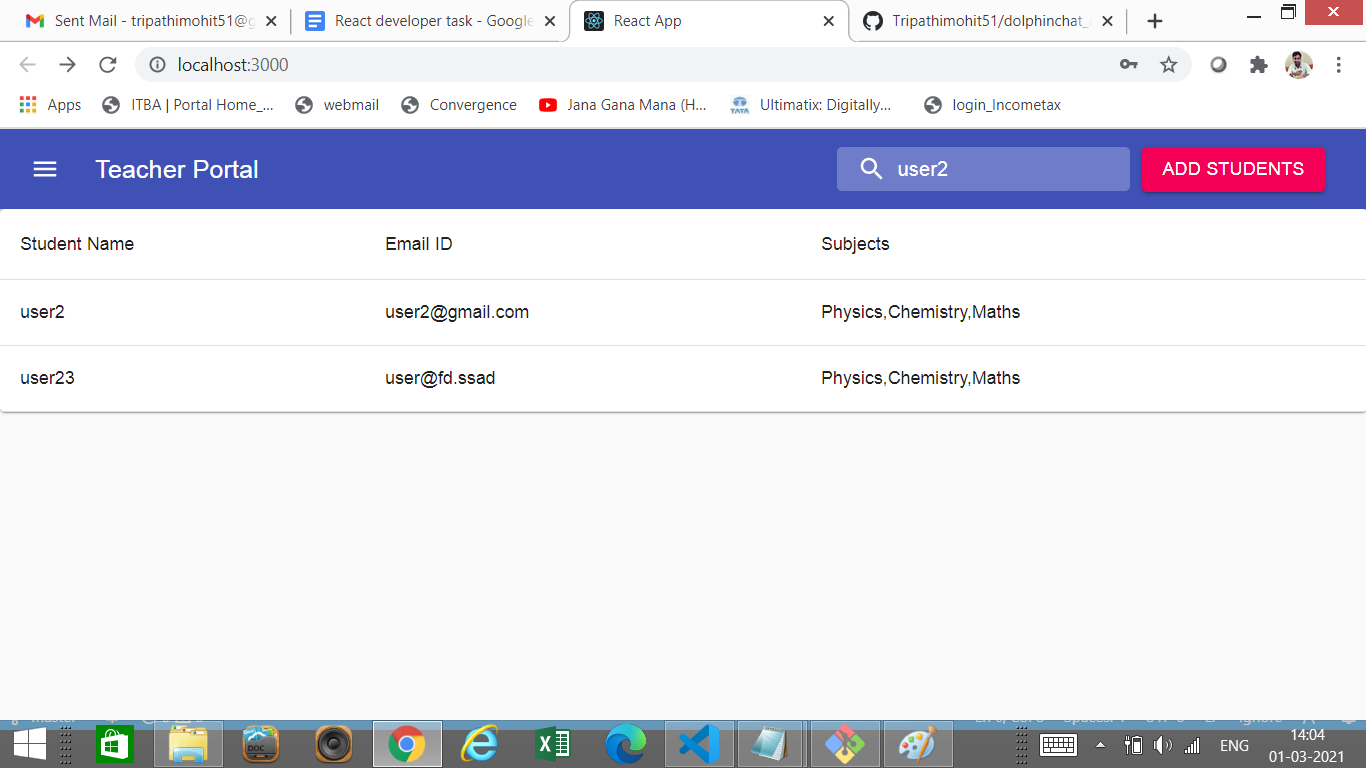 Sent Mail - tripathimohit51@g
React developer task - Google
React App
Tripathimohit51/dolphinchat_
localhost:3000
Apps
ITBA | Portal Home_...
webmail
Convergence
Jana Gana Mana (H...
Ultimatix: Digitally...
login_Incometax
Teacher Portal
user2
ADD STUDENTS
Student Name Email ID Subjects
user2 user2@gmail.com Physics,Chemistry,Maths
user23 user@fd.ssad Physics,Chemistry,Maths
DOC
ENG
14:04
01-03-2021